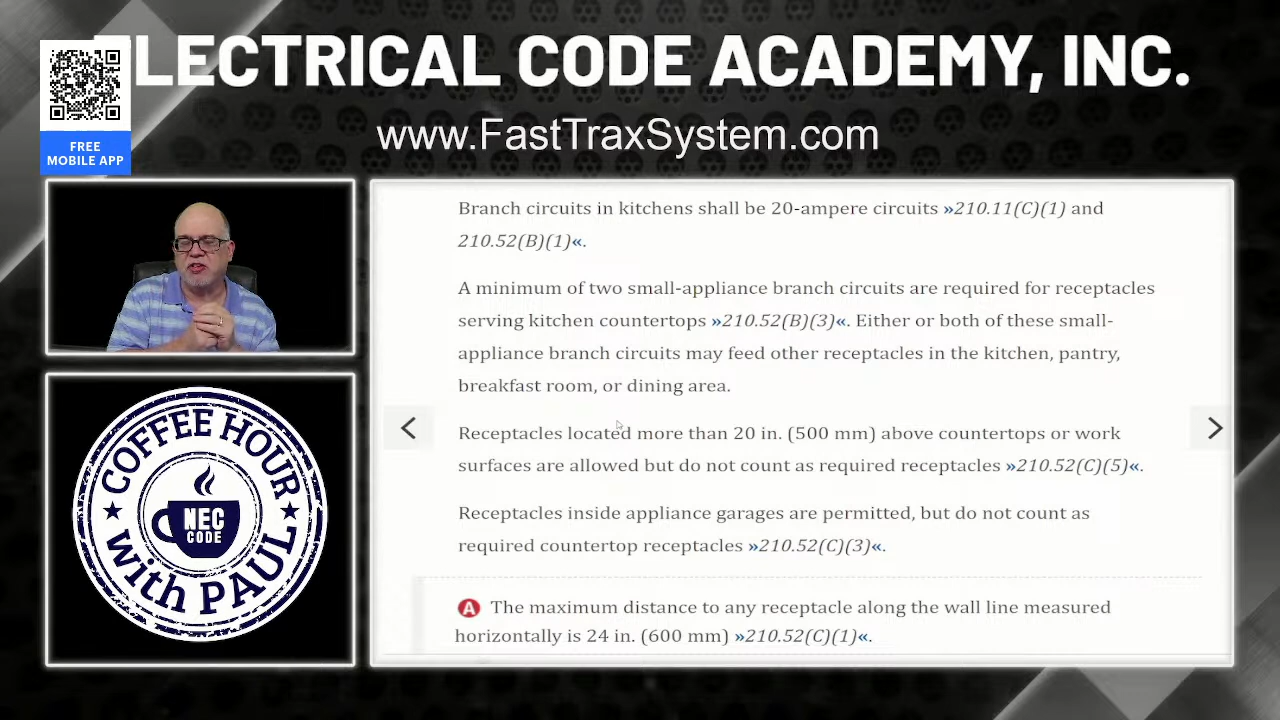 ELECTRICAL CODE ACADEMY, INC.
www.FastTraxSystem.com
FREE
MOBILE APP
Branch circuits in kitchens shall be 20-ampere circuits »210.11(C)(1) and
210.52(B)(1)«.
A minimum of two small-appliance branch circuits are required for receptacles
serving kitchen countertops »210.52(B)(3)«. Either or both of these small-
appliance branch circuits may feed other receptacles in the kitchen, pantry,
breakfast room, or dining area.
Receptacles located more than 20 in. (500 mm) above countertops or work
surfaces are allowed but do not count as required receptacles »210.52(C)(5)«.
Receptacles inside appliance garages are permitted, but do not count as
required countertop receptacles »210.52(C)(3)«.
A The maximum distance to any receptacle along the wall line measured
horizontally is 24 in. (600 mm) »210.52(C)(1)«.
COFFEE HOUR
NEC
CODE
with PAUL